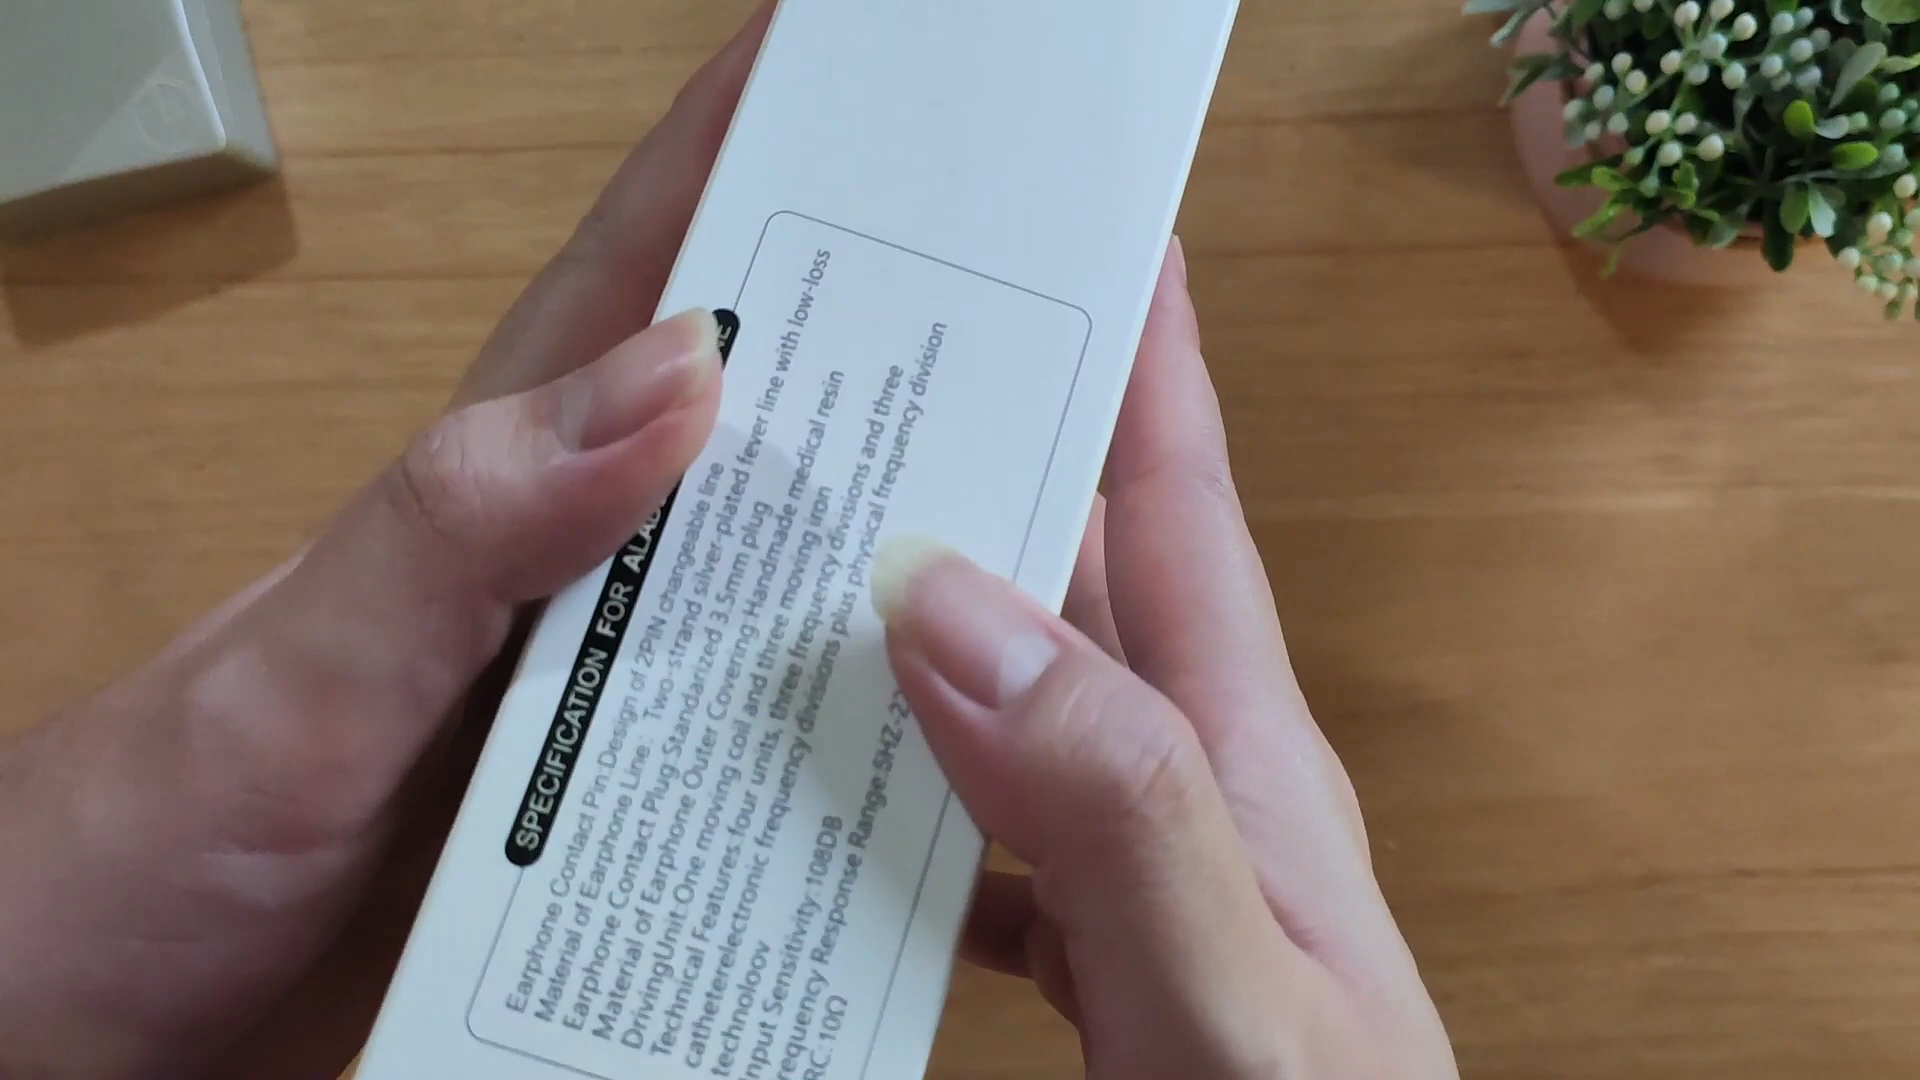 SPECIFICATION FOR
Earphone Contact Pin:Design of 2PIN changeable line
Material of Earphone Line: Two-strand silver-plated fever line with low-loss
Earphone Contact Plug Standarized 3.5mm plug
Material of Earphone Outer Covering:Handmade medical resin
DrivingUnit:One moving coil and three moving iron
Technical Features:four units, three frequency divisions and three
catheterelectronic frequency divisions plus physical frequency division
technoloov
Input Sensitivity:108DB
requency Response Range:5HZ-22
RC:10Ω